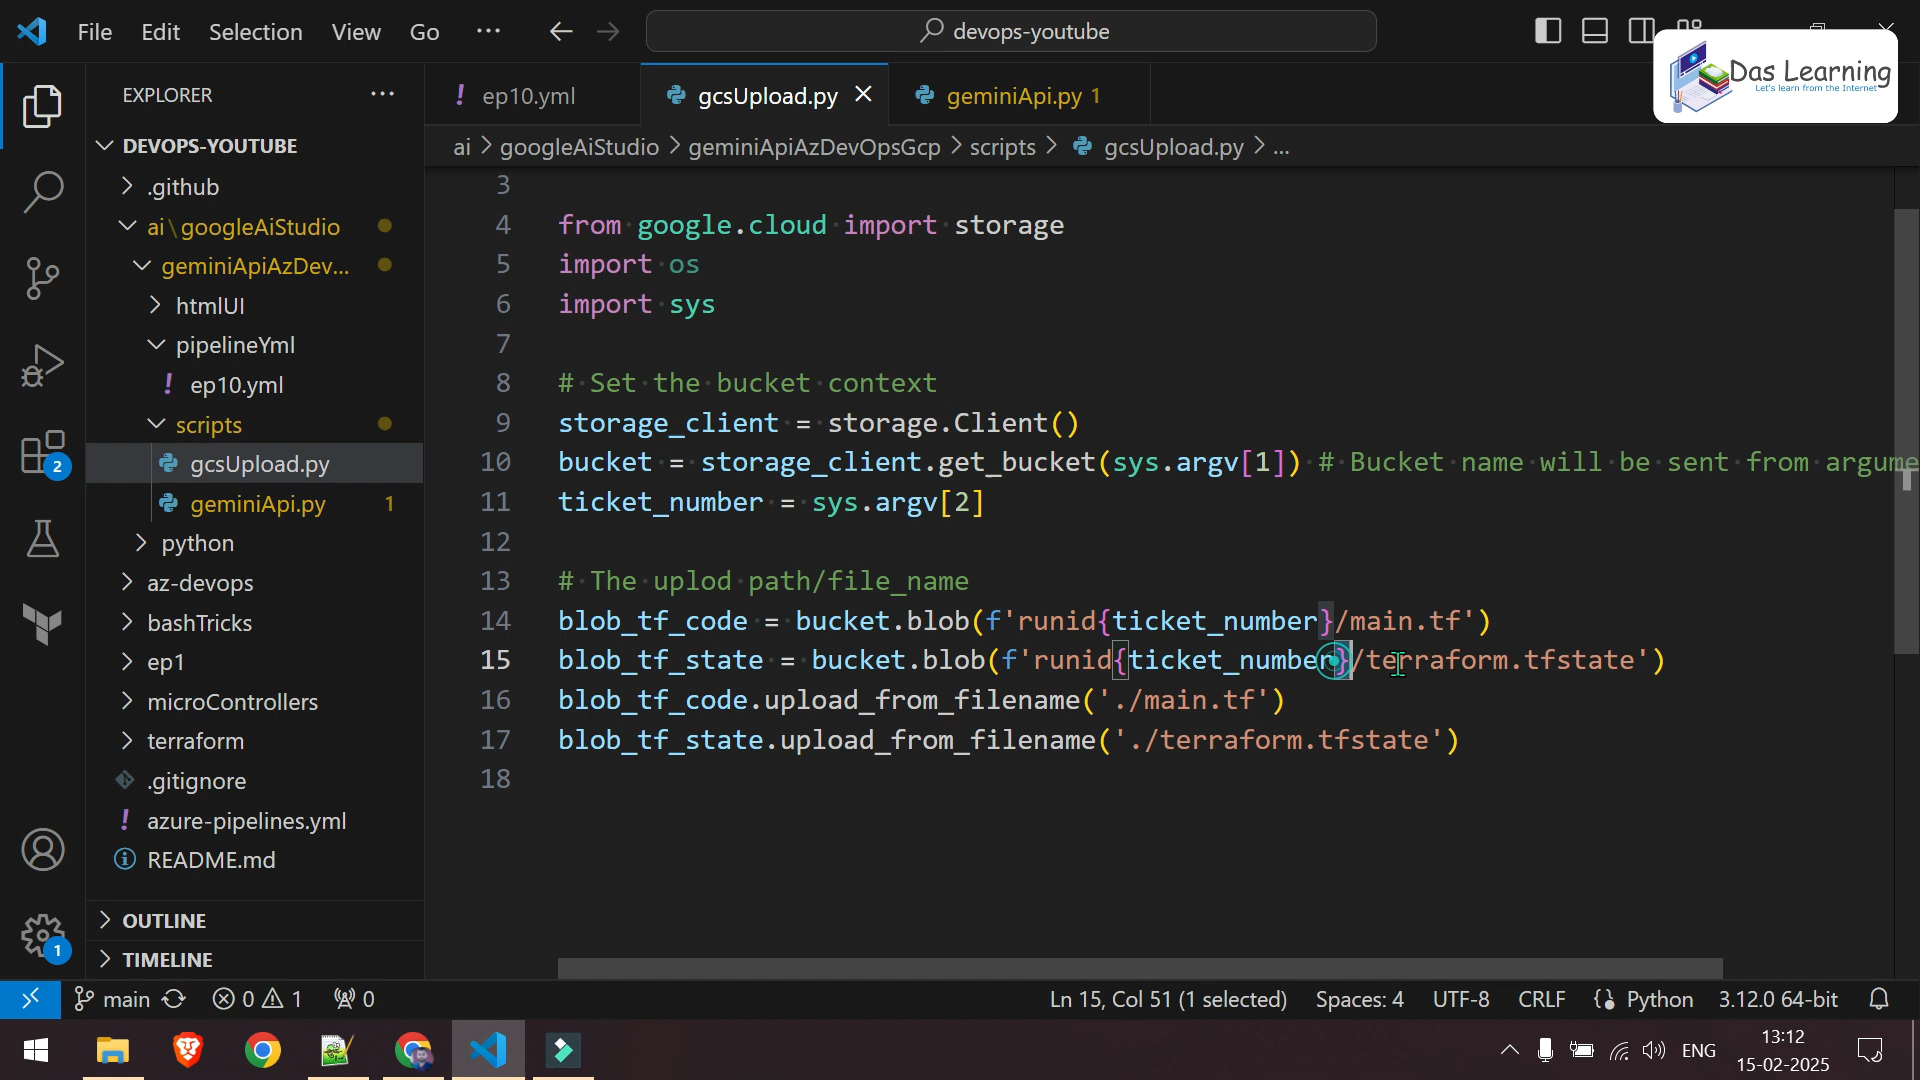 File Edit Selection View Go ··· devops-youtube
Das Learning
Let's learn from the Internet
EXPLORER ···
ep10.yml gcsUpload.py geminiApi.py 1
ai > googleAiStudio > geminiApiAzDevOpsGcp > scripts > gcsUpload.py > ...
DEVOPS-YOUTUBE
.github
ai\googleAiStudio
geminiApiAzDev...
htmlUI
pipelineYml
ep10.yml
scripts
gcsUpload.py
geminiApi.py 1
python
az-devops
bashTricks
ep1
microControllers
terraform
.gitignore
azure-pipelines.yml
README.md
OUTLINE
TIMELINE
2
1
3
4 from google.cloud import storage
5 import os
6 import sys
7
8 # Set the bucket context
9 storage_client = storage.Client()
10 bucket = storage_client.get_bucket(sys.argv[1]) # Bucket name will be sent from argume
11 ticket_number = sys.argv[2]
12
13 # The uplod path/file_name
14 blob_tf_code = bucket.blob(f'runid{ticket_number}/main.tf')
15 blob_tf_state = bucket.blob(f'runid{ticket_number}/terraform.tfstate')
16 blob_tf_code.upload_from_filename('./main.tf')
17 blob_tf_state.upload_from_filename('./terraform.tfstate')
18
main 0 1 0 Ln 15, Col 51 (1 selected) Spaces: 4 UTF-8 CRLF Python 3.12.0 64-bit
ENG 13:12
15-02-2025